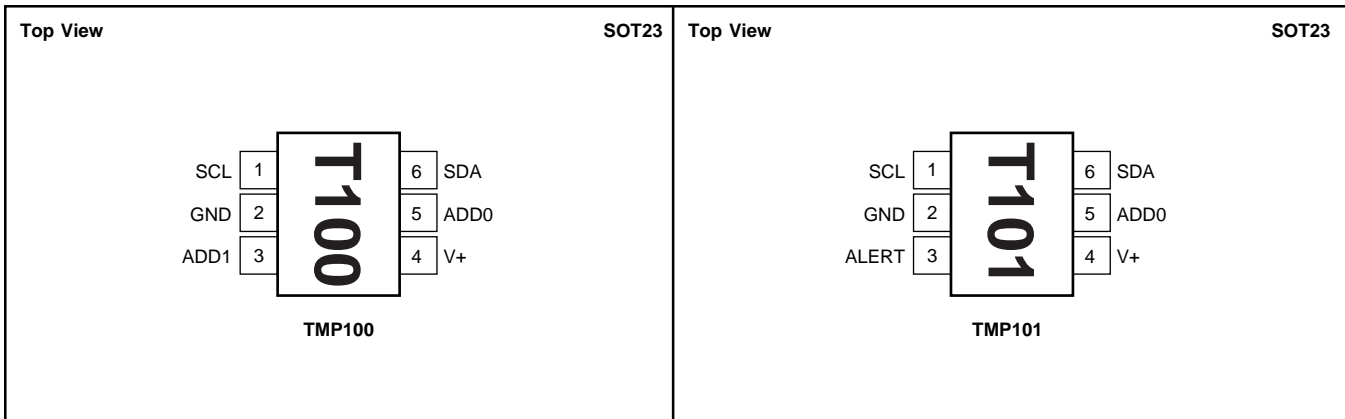 Top View SOT23
SCL 1 6 SDA
GND 2 5 ADD0
ADD1 3 4 V+
T100
TMP100
Top View SOT23
SCL 1 6 SDA
GND 2 5 ADD0
ALERT 3 4 V+
T101
TMP101